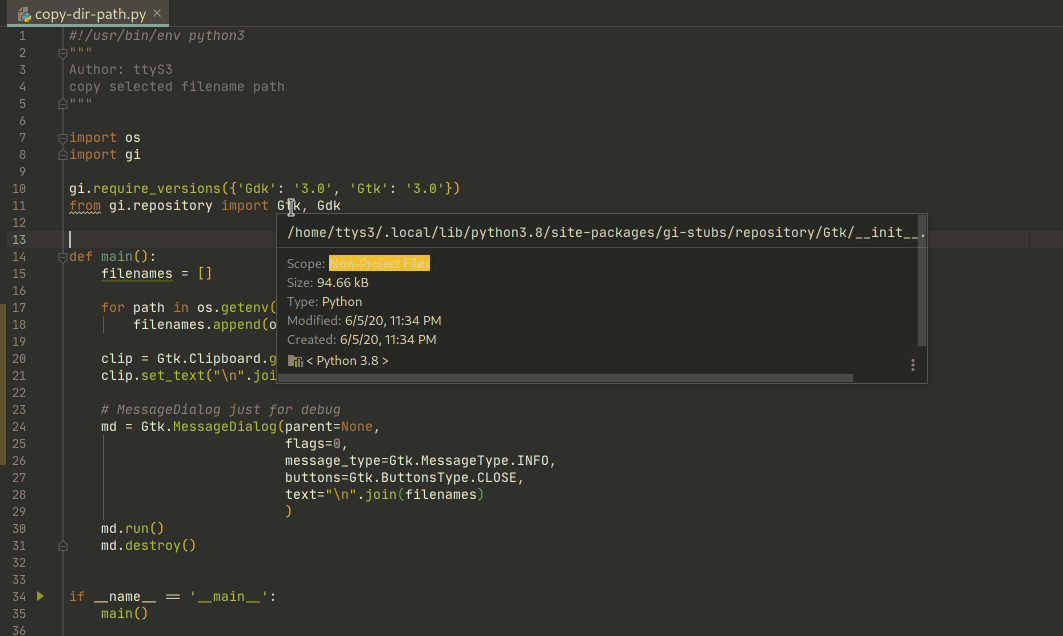 copy-dir-path.py ×
1 #!/usr/bin/env python3
2 """
3 Author: ttyS3
4 copy selected filename path
5 """
6
7 import os
8 import gi
9
10 gi.require_versions({'Gdk': '3.0', 'Gtk': '3.0'})
11 from gi.repository import Gtk, Gdk
12
/home/ttys3/.local/lib/python3.8/site-packages/gi-stubs/repository/Gtk/__init__.
Scope: Non-Project Files
Size: 94.66 kB
Type: Python
Modified: 6/5/20, 11:34 PM
Created: 6/5/20, 11:34 PM
< Python 3.8 >
13
14 def main():
15 filenames = []
16
17 for path in os.getenv(
18 filenames.append(o
19
20 clip = Gtk.Clipboard.g
21 clip.set_text("\n".joi
22
23 # MessageDialog just for debug
24 md = Gtk.MessageDialog(parent=None,
25 flags=0,
26 message_type=Gtk.MessageType.INFO,
27 buttons=Gtk.ButtonsType.CLOSE,
28 text="\n".join(filenames)
29 )
30 md.run()
31 md.destroy()
32
33
34 if __name__ == '__main__':
35 main()
36